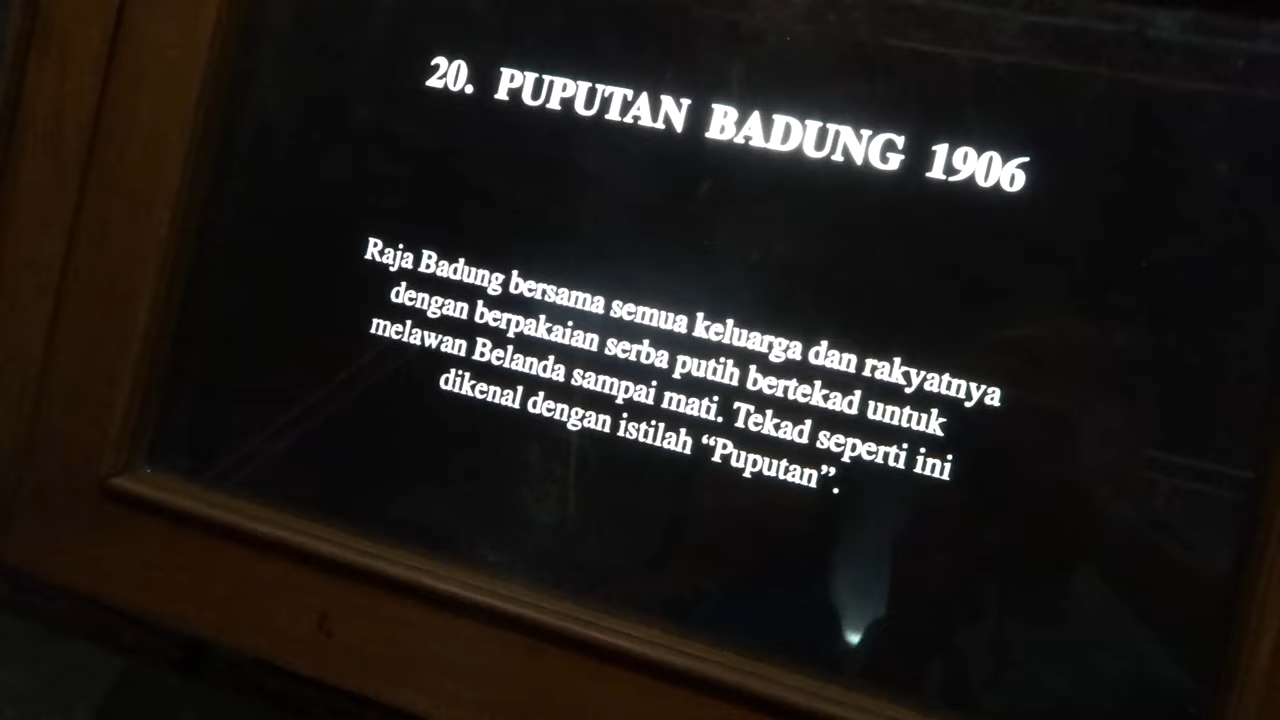 20. PUPUTAN BADUNG 1906
Raja Badung bersama semua keluarga dan rakyatnya
dengan berpakaian serba putih bertekad untuk
melawan Belanda sampai mati. Tekad seperti ini
dikenal dengan istilah “Puputan”.